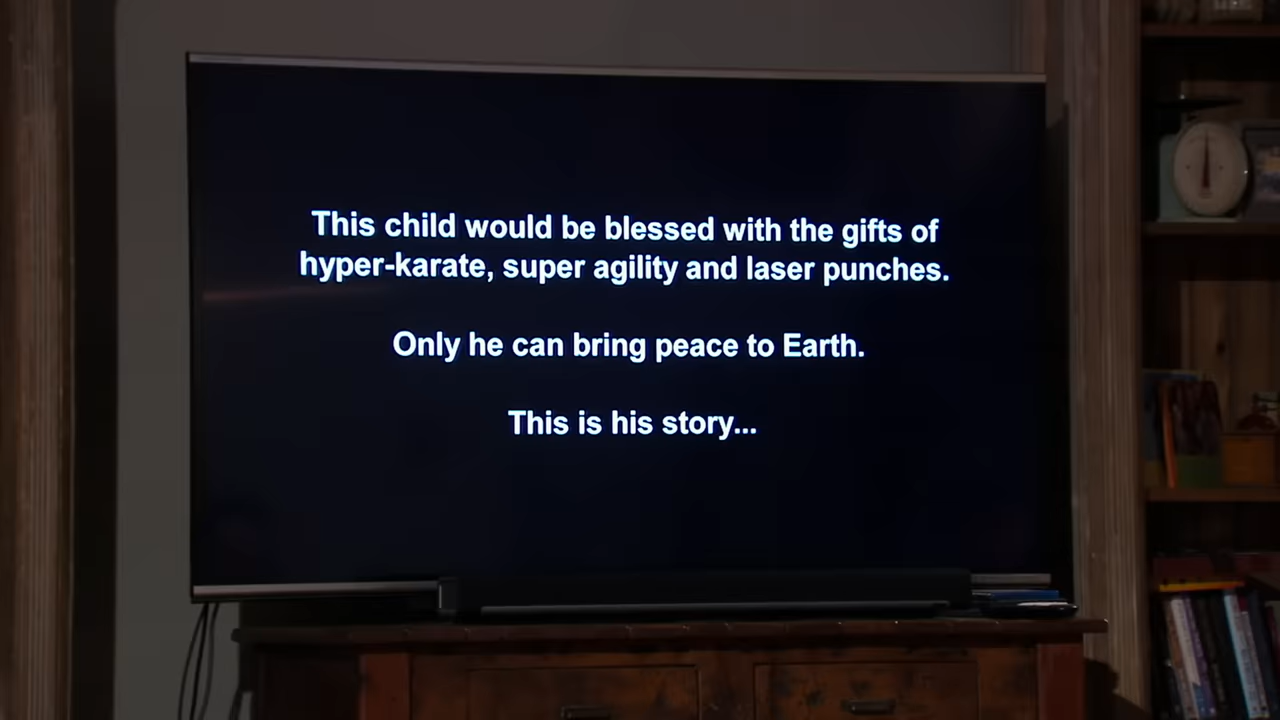 This child would be blessed with the gifts of
hyper-karate, super agility and laser punches.
Only he can bring peace to Earth.
This is his story...